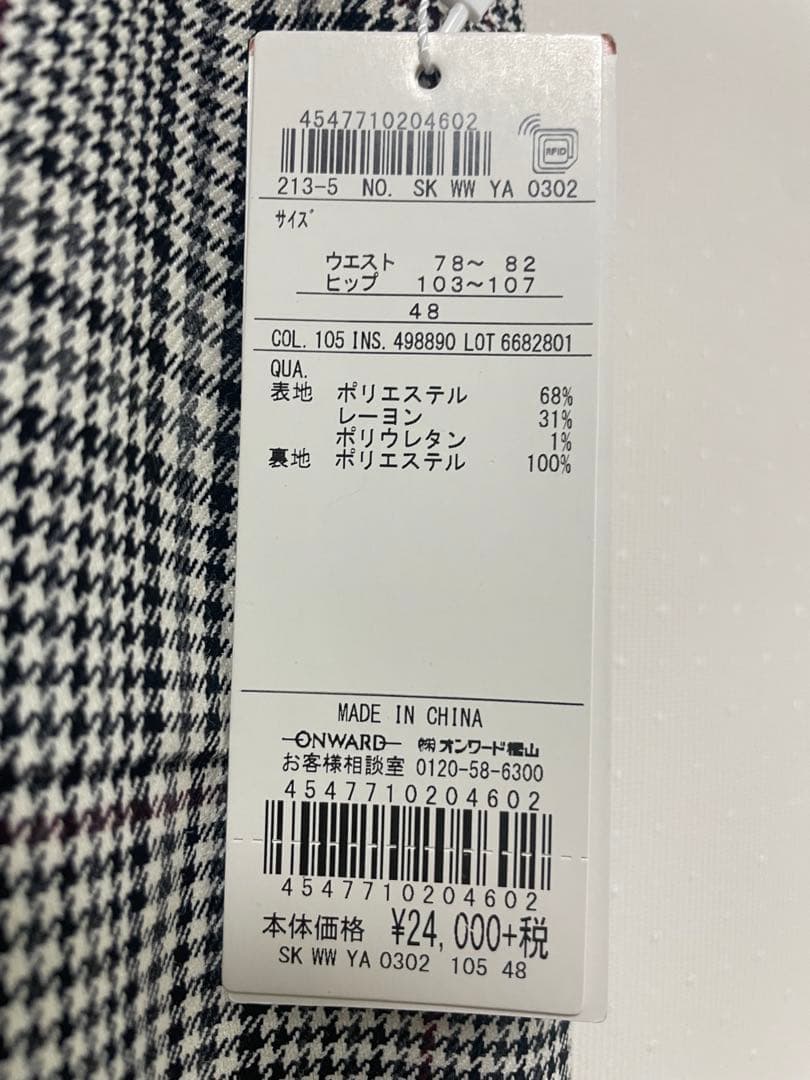 4547710204602
RFID
213-5 NO. SK WW YA 0302
サイズ
ウエスト 78～ 82
ヒップ 103～107
48
COL. 105 INS. 498890 LOT 6682801
QUA.
表地 ポリエステル 68%
レーヨン 31%
ポリウレタン 1%
裏地 ポリエステル 100%
MADE IN CHINA
ONWARD ㈱オンワード樫山
お客様相談室 0120-58-6300
4547710204602
4547710204602
本体価格 ¥24,000+税
SK WW YA 0302 105 48